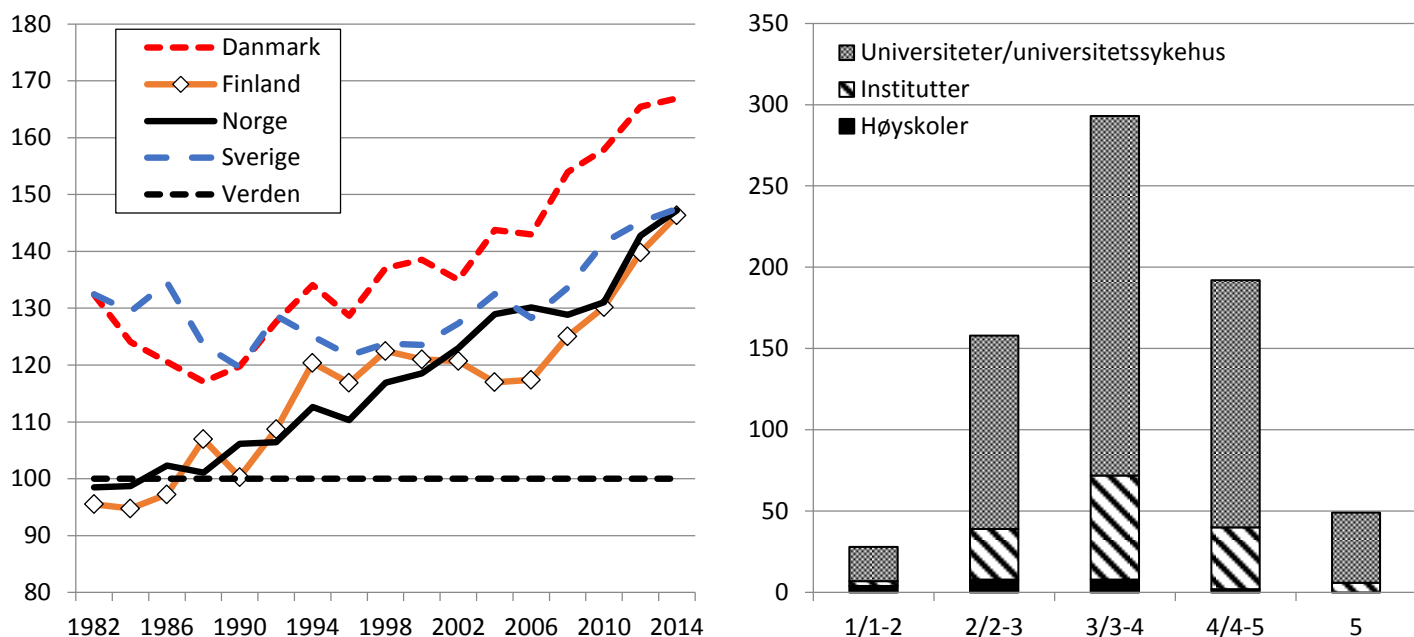 180
170
160
150
140
130
120
110
100
90
80
Danmark
Finland
Norge
Sverige
Verden
1982 1986 1990 1994 1998 2002 2006 2010 2014
350
300
250
200
150
100
50
0
Universiteter/universitetssykehus
Institutter
Høyskoler
1/1-2 2/2-3 3/3-4 4/4-5 5